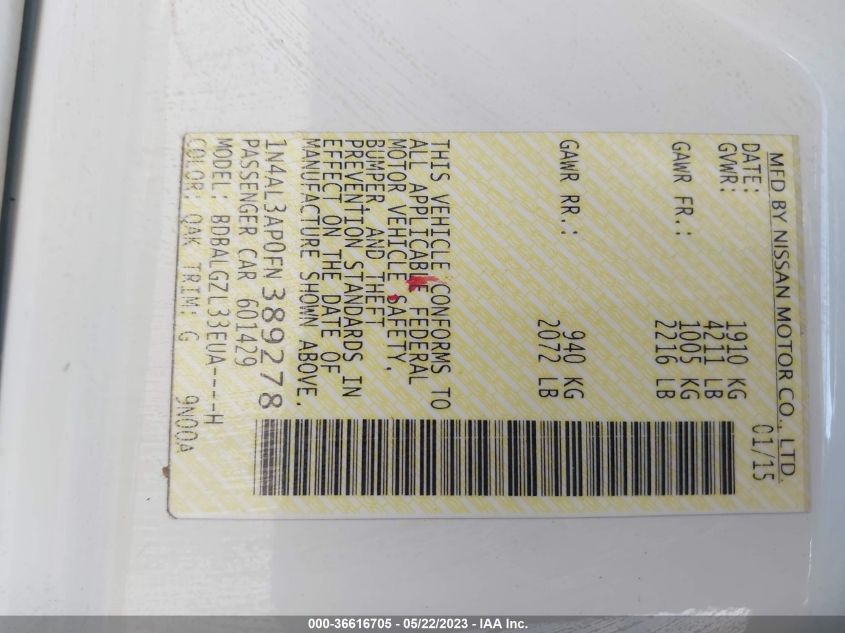 MFD BY NISSAN MOTOR CO., LTD.
DATE: 01/15
GVWR: 1910 KG
4211 LB
GAWR FR.: 1005 KG
2216 LB
GAWR RR.: 940 KG
2072 LB
THIS VEHICLE CONFORMS TO
ALL APPLICABLE FEDERAL
MOTOR VEHICLE SAFETY,
BUMPER AND THEFT
PREVENTION STANDARDS IN
EFFECT ON THE DATE OF
MANUFACTURE SHOWN ABOVE.
1N4AL3AP0FN389278
PASSENGER CAR 601429
MODEL: BDBALGZL33EUA----H
COLOR: QAK TRIM: G 9N00A
000-36616705 - 05/22/2023 - IAA Inc.